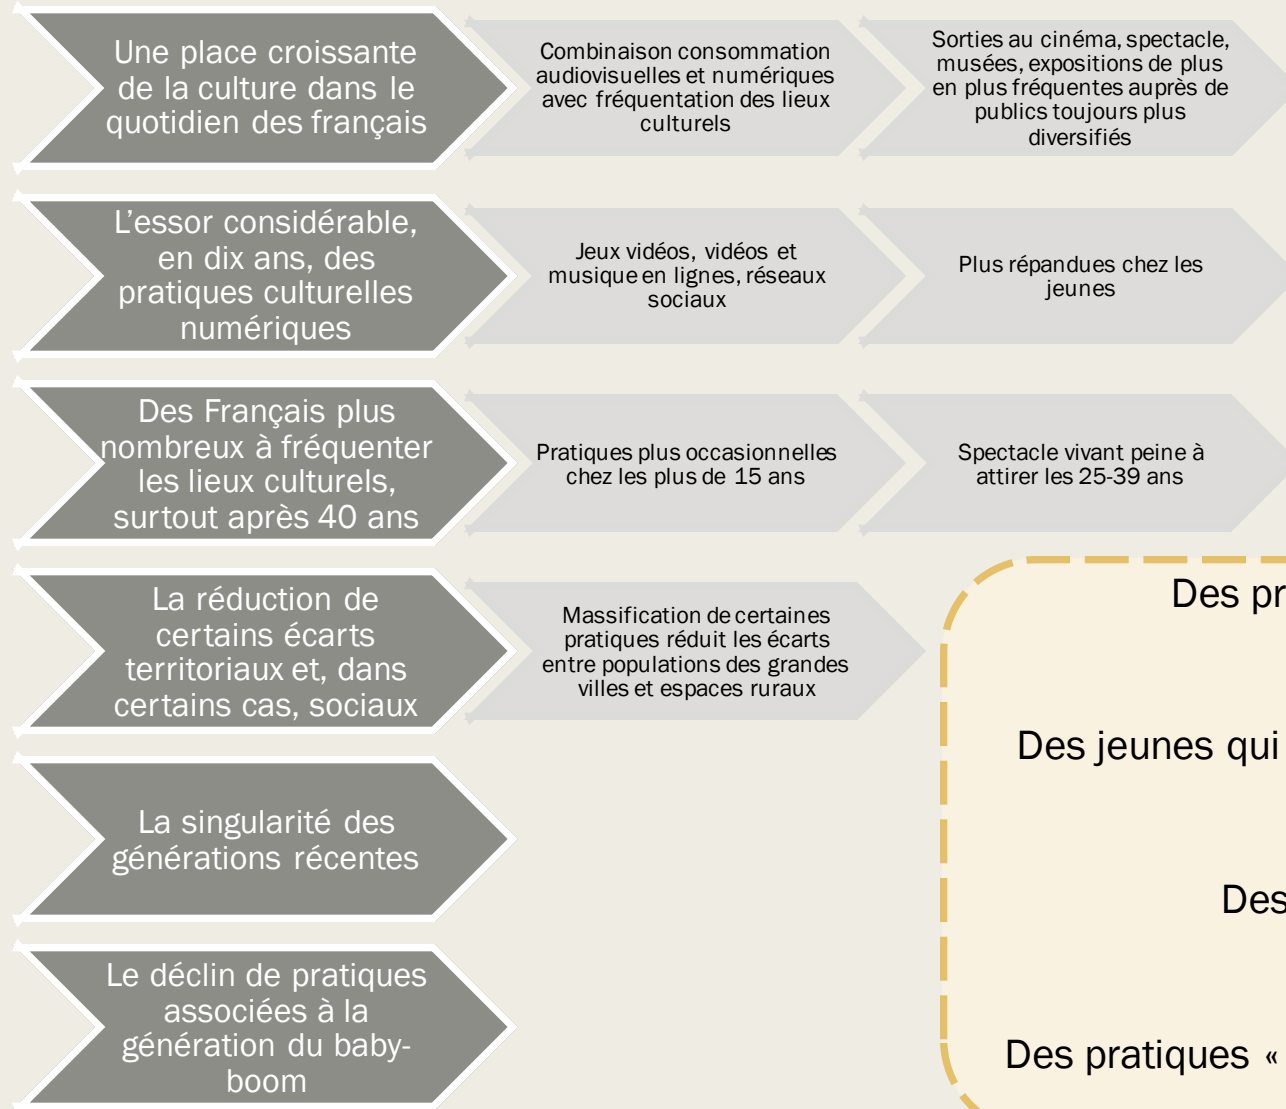 Une place croissante
de la culture dans le
quotidien des français
Combinaison consommation
audiovisuelles et numériques
avec fréquentation des lieux
culturels
Sorties au cinéma, spectacle,
musées, expositions de plus
en plus fréquentes auprès de
publics toujours plus
diversifiés
L'essor considérable,
en dix ans, des
pratiques culturelles
numériques
Jeux vidéos, vidéos et
musique en lignes, réseaux
sociaux
Plus répandues chez les
jeunes
Des Français plus
nombreux à fréquenter
les lieux culturels,
surtout après 40 ans
Pratiques plus occasionnelles
chez les plus de 15 ans
Spectacle vivant peine à
attirer les 25-39 ans
La réduction de
certains écarts
territoriaux et, dans
certains cas, sociaux
Massification de certaines
pratiques réduit les écarts
entre populations des grandes
villes et espaces ruraux
La singularité des
générations récentes
Le déclin de pratiques
associées à la
génération du baby-
boom
Des pr
Des jeunes qui
Des
Des pratiques «